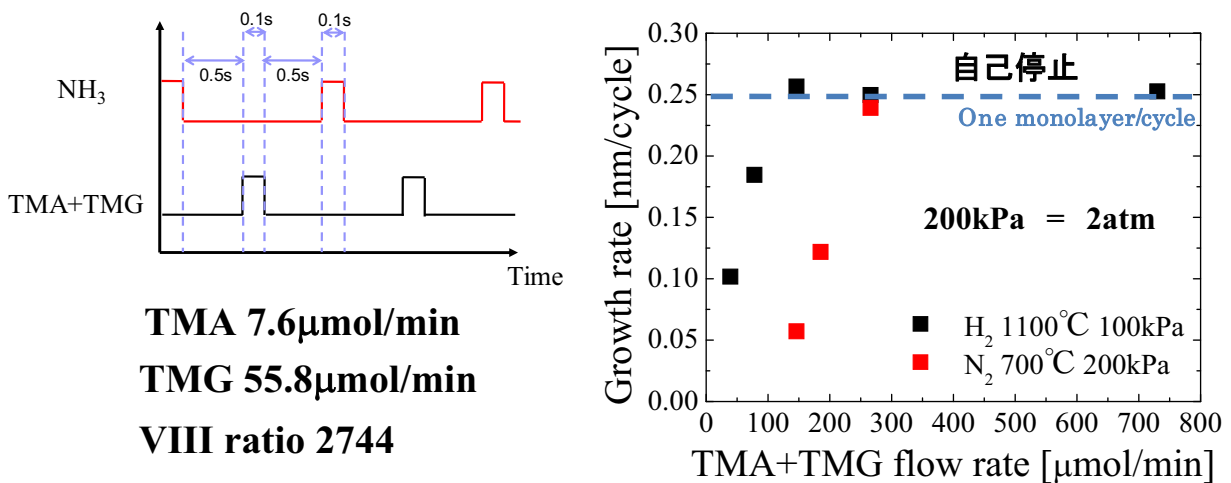 0.1s
0.1s
0.5s
0.5s
NH₃
TMA+TMG
Time
TMA 7.6μmol/min
TMG 55.8μmol/min
VIII ratio 2744
Growth rate [nm/cycle]
0.30
0.25
0.20
0.15
0.10
0.05
0.00
自己停止
One monolayer/cycle
200kPa = 2atm
H₂ 1100℃ 100kPa
N₂ 700℃ 200kPa
0 100 200 300 400 500 600 700 800
TMA+TMG flow rate [μmol/min]